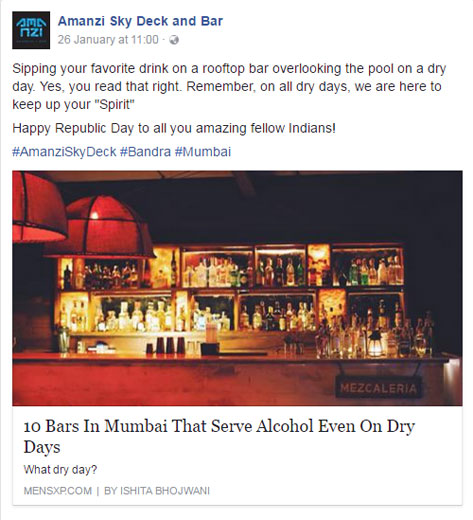 AMA
NZI
Amanzi Sky Deck and Bar
26 January at 11:00 ·
Sipping your favorite drink on a rooftop bar overlooking the pool on a dry
day. Yes, you read that right. Remember, on all dry days, we are here to
keep up your "Spirit"
Happy Republic Day to all you amazing fellow Indians!
#AmanziSkyDeck #Bandra #Mumbai
MEZCALERIA
10 Bars In Mumbai That Serve Alcohol Even On Dry
Days
What dry day?
MENSXP.COM | BY ISHITA BHOJWANI